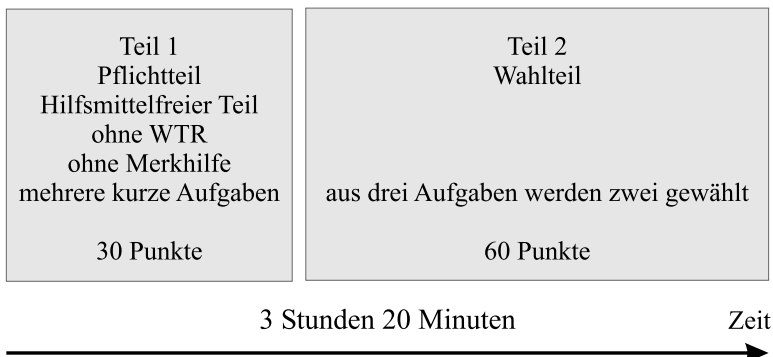 Teil 1
Pflichtteil
Hilfsmittelfreier Teil
ohne WTR
ohne Merkhilfe
mehrere kurze Aufgaben
30 Punkte
Teil 2
Wahlteil
aus drei Aufgaben werden zwei gewählt
60 Punkte
3 Stunden 20 Minuten
Zeit